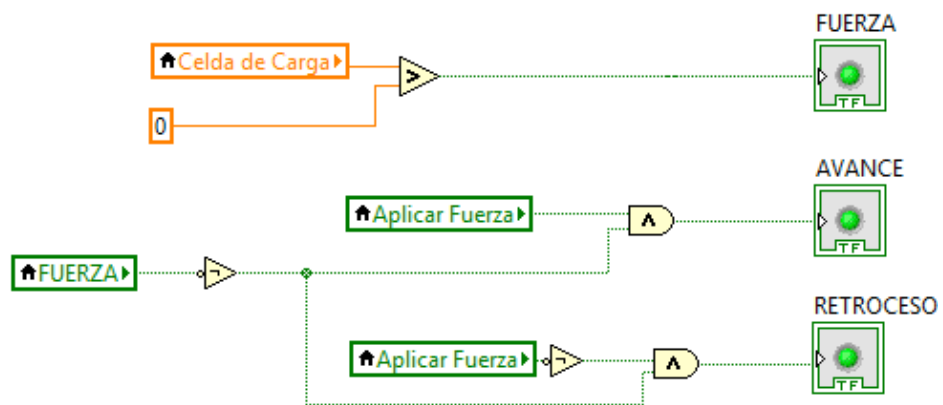 FUERZA
Celda de Carga
>
0
TF
AVANCE
Aplicar Fuerza
∧
TF
FUERZA
¬
RETROCESO
Aplicar Fuerza
¬
∧
TF